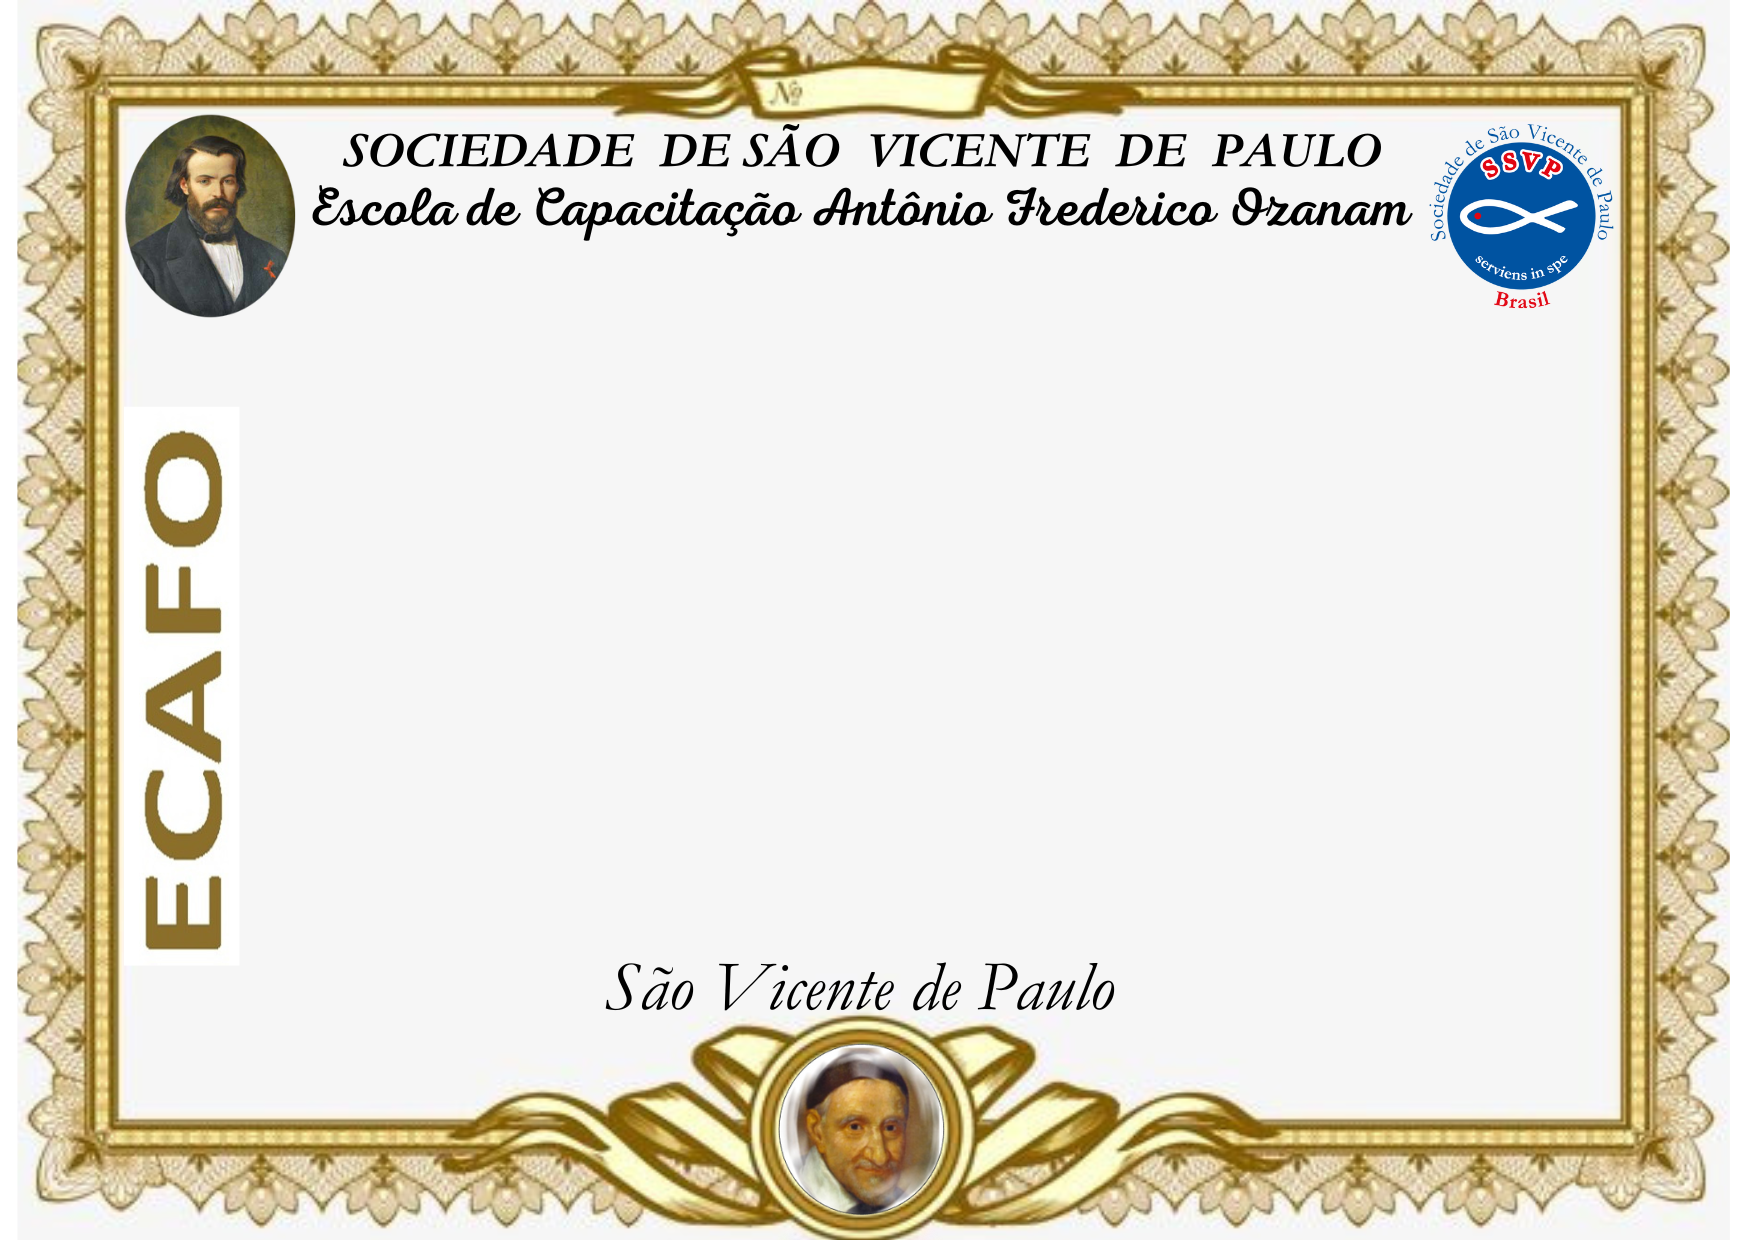 Nº
SOCIEDADE DE SÃO VICENTE DE PAULO
Escola de Capacitação Antônio Frederico Ozanam
Sociedade de São Vicente de Paulo
SSVP
serviens in spe
Brasil
ECAFO
São Vicente de Paulo